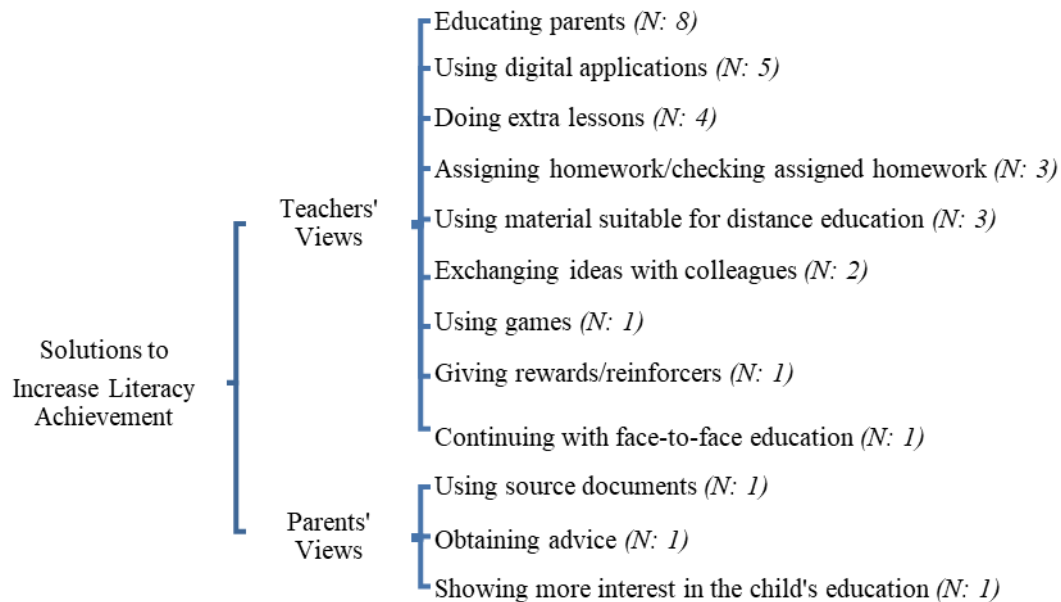 Solutions to
Increase Literacy
Achievement
Teachers'
Views
Educating parents (N: 8)
Using digital applications (N: 5)
Doing extra lessons (N: 4)
Assigning homework/checking assigned homework (N: 3)
Using material suitable for distance education (N: 3)
Exchanging ideas with colleagues (N: 2)
Using games (N: 1)
Giving rewards/reinforcers (N: 1)
Continuing with face-to-face education (N: 1)
Parents'
Views
Using source documents (N: 1)
Obtaining advice (N: 1)
Showing more interest in the child's education (N: 1)